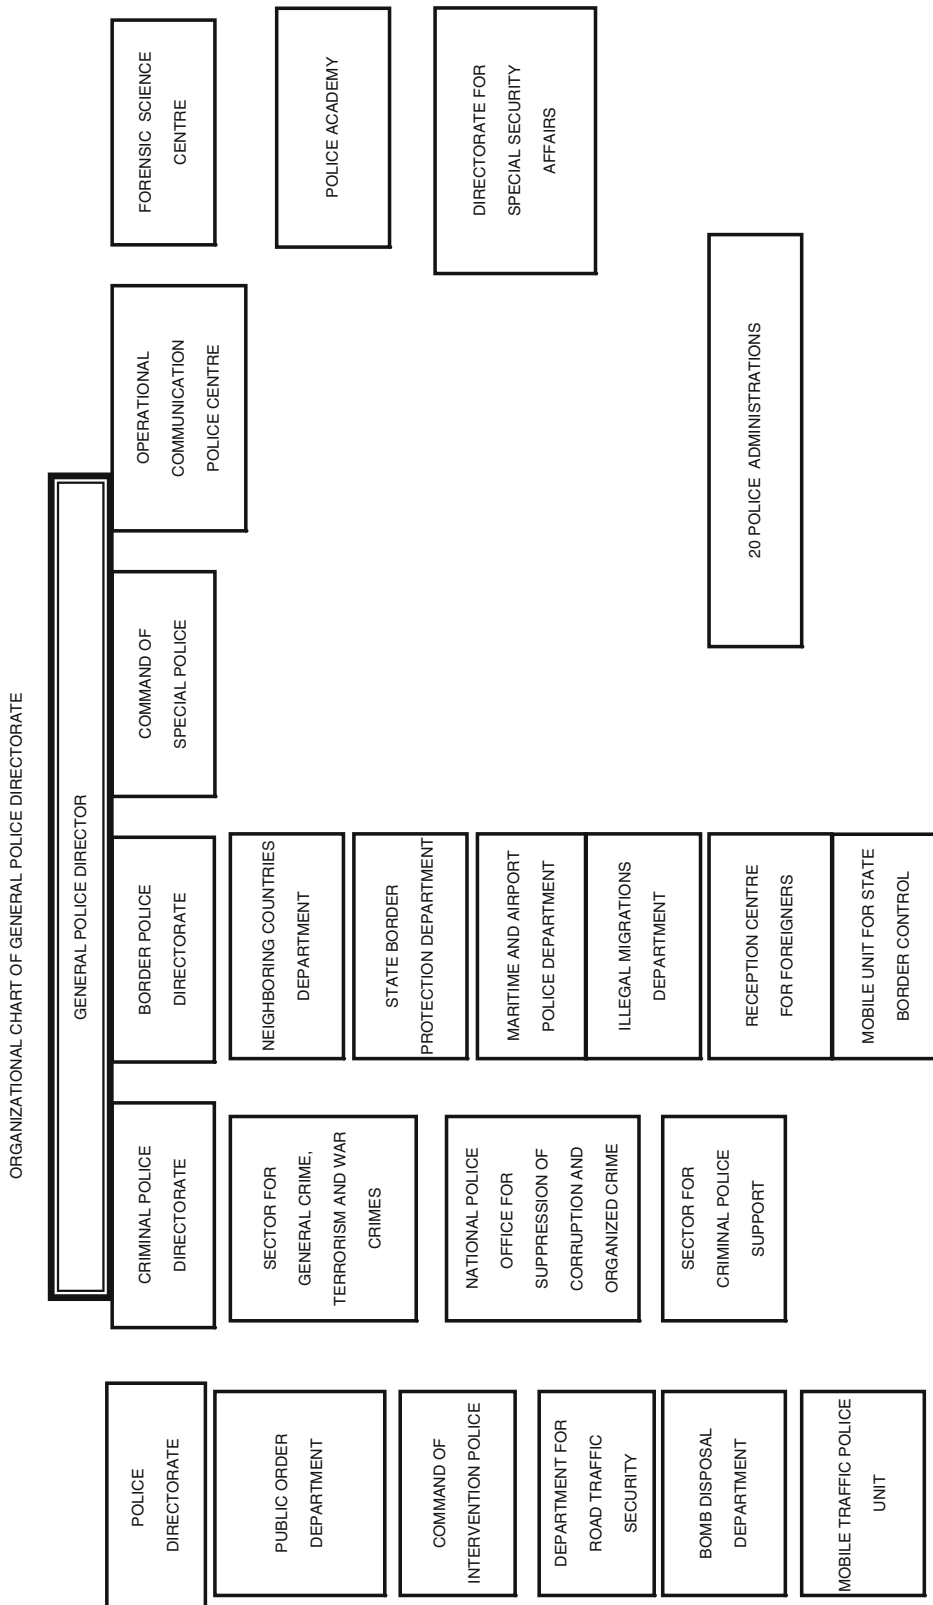 ORGANIZATIONAL CHART OF GENERAL POLICE DIRECTORATE
GENERAL POLICE DIRECTOR
POLICE
DIRECTORATE
CRIMINAL POLICE
DIRECTORATE
BORDER POLICE
DIRECTORATE
COMMAND OF
SPECIAL POLICE
OPERATIONAL
COMMUNICATION
POLICE CENTRE
FORENSIC SCIENCE
CENTRE
PUBLIC ORDER
DEPARTMENT
COMMAND OF
INTERVENTION POLICE
DEPARTMENT FOR
ROAD TRAFFIC
SECURITY
BOMB DISPOSAL
DEPARTMENT
MOBILE TRAFFIC POLICE
UNIT
SECTOR FOR
GENERAL CRIME,
TERRORISM AND WAR
CRIMES
NATIONAL POLICE
OFFICE FOR
SUPPRESSION OF
CORRUPTION AND
ORGANIZED CRIME
SECTOR FOR
CRIMINAL POLICE
SUPPORT
NEIGHBORING COUNTRIES
DEPARTMENT
STATE BORDER
PROTECTION DEPARTMENT
MARITIME AND AIRPORT
POLICE DEPARTMENT
ILLEGAL MIGRATIONS
DEPARTMENT
RECEPTION CENTRE
FOR FOREIGNERS
MOBILE UNIT FOR STATE
BORDER CONTROL
POLICE ACADEMY
DIRECTORATE FOR
SPECIAL SECURITY
AFFAIRS
20 POLICE ADMINISTRATIONS